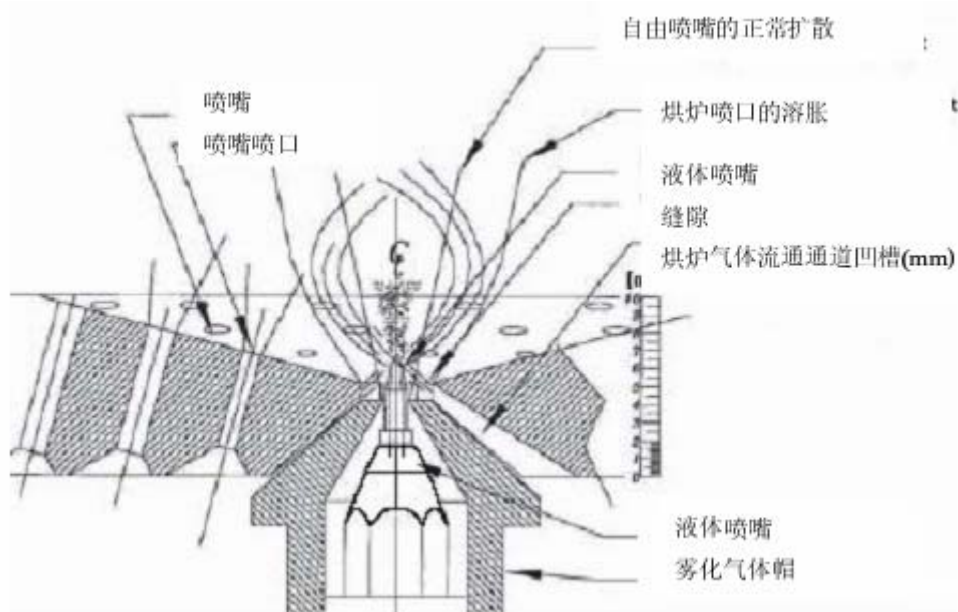 自由喷嘴的正常扩散
t
喷嘴
烘炉喷口的溶胀
t
喷嘴喷口
液体喷嘴
缝隙
烘炉气体流通通道凹槽(mm)
C
液体喷嘴
雾化气体帽